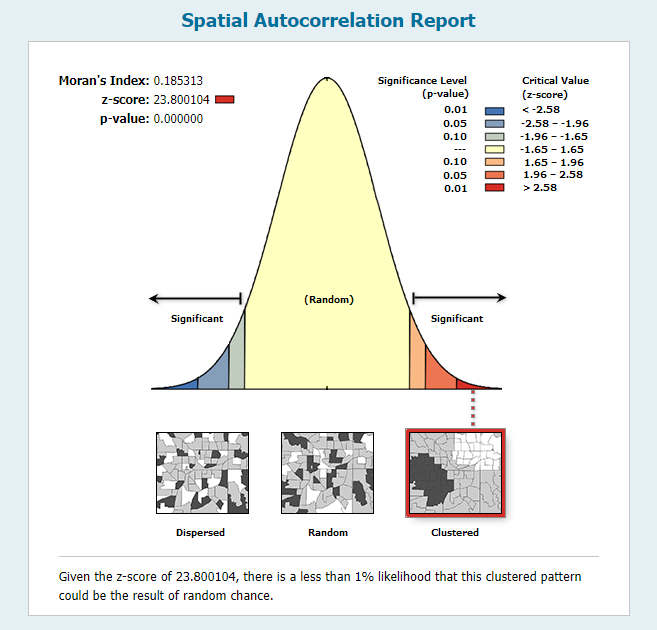 Spatial Autocorrelation Report
Moran's Index: 0.185313
z-score: 23.800104
p-value: 0.000000
Significance Level
(p-value)
Critical Value
(z-score)
0.01 < -2.58
0.05 -2.58 – -1.96
0.10 -1.96 – -1.65
--- -1.65 – 1.65
0.10 1.65 – 1.96
0.05 1.96 – 2.58
0.01 > 2.58
(Random)
Significant
Significant
Dispersed
Random
Clustered
Given the z-score of 23.800104, there is a less than 1% likelihood that this clustered pattern
could be the result of random chance.